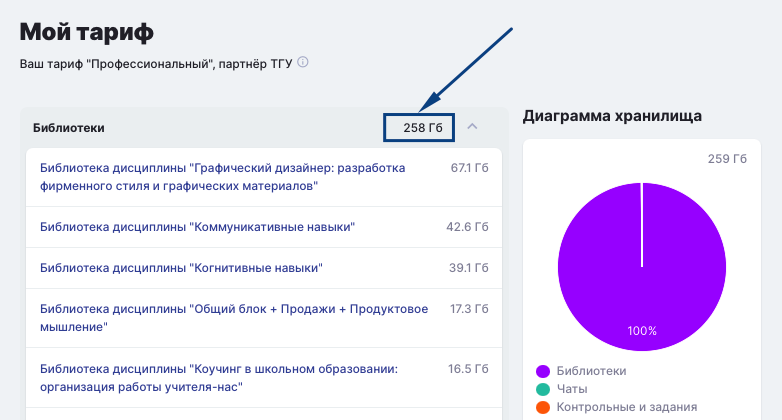 Мой тариф
Ваш тариф "Профессиональный", партнёр ТГУ
Библиотеки
258 Гб
Библиотека дисциплины "Графический дизайнер: разработка
фирменного стиля и графических материалов"
67.1 Гб
Библиотека дисциплины "Коммуникативные навыки"
42.6 Гб
Библиотека дисциплины "Когнитивные навыки"
39.1 Гб
Библиотека дисциплины "Общий блок + Продажи + Продуктовое
мышление"
17.3 Гб
Библиотека дисциплины "Коучинг в школьном образовании:
организация работы учителя-нас"
16.5 Гб
Диаграмма хранилища
259 Гб
100%
Библиотеки
Чаты
Контрольные и задания